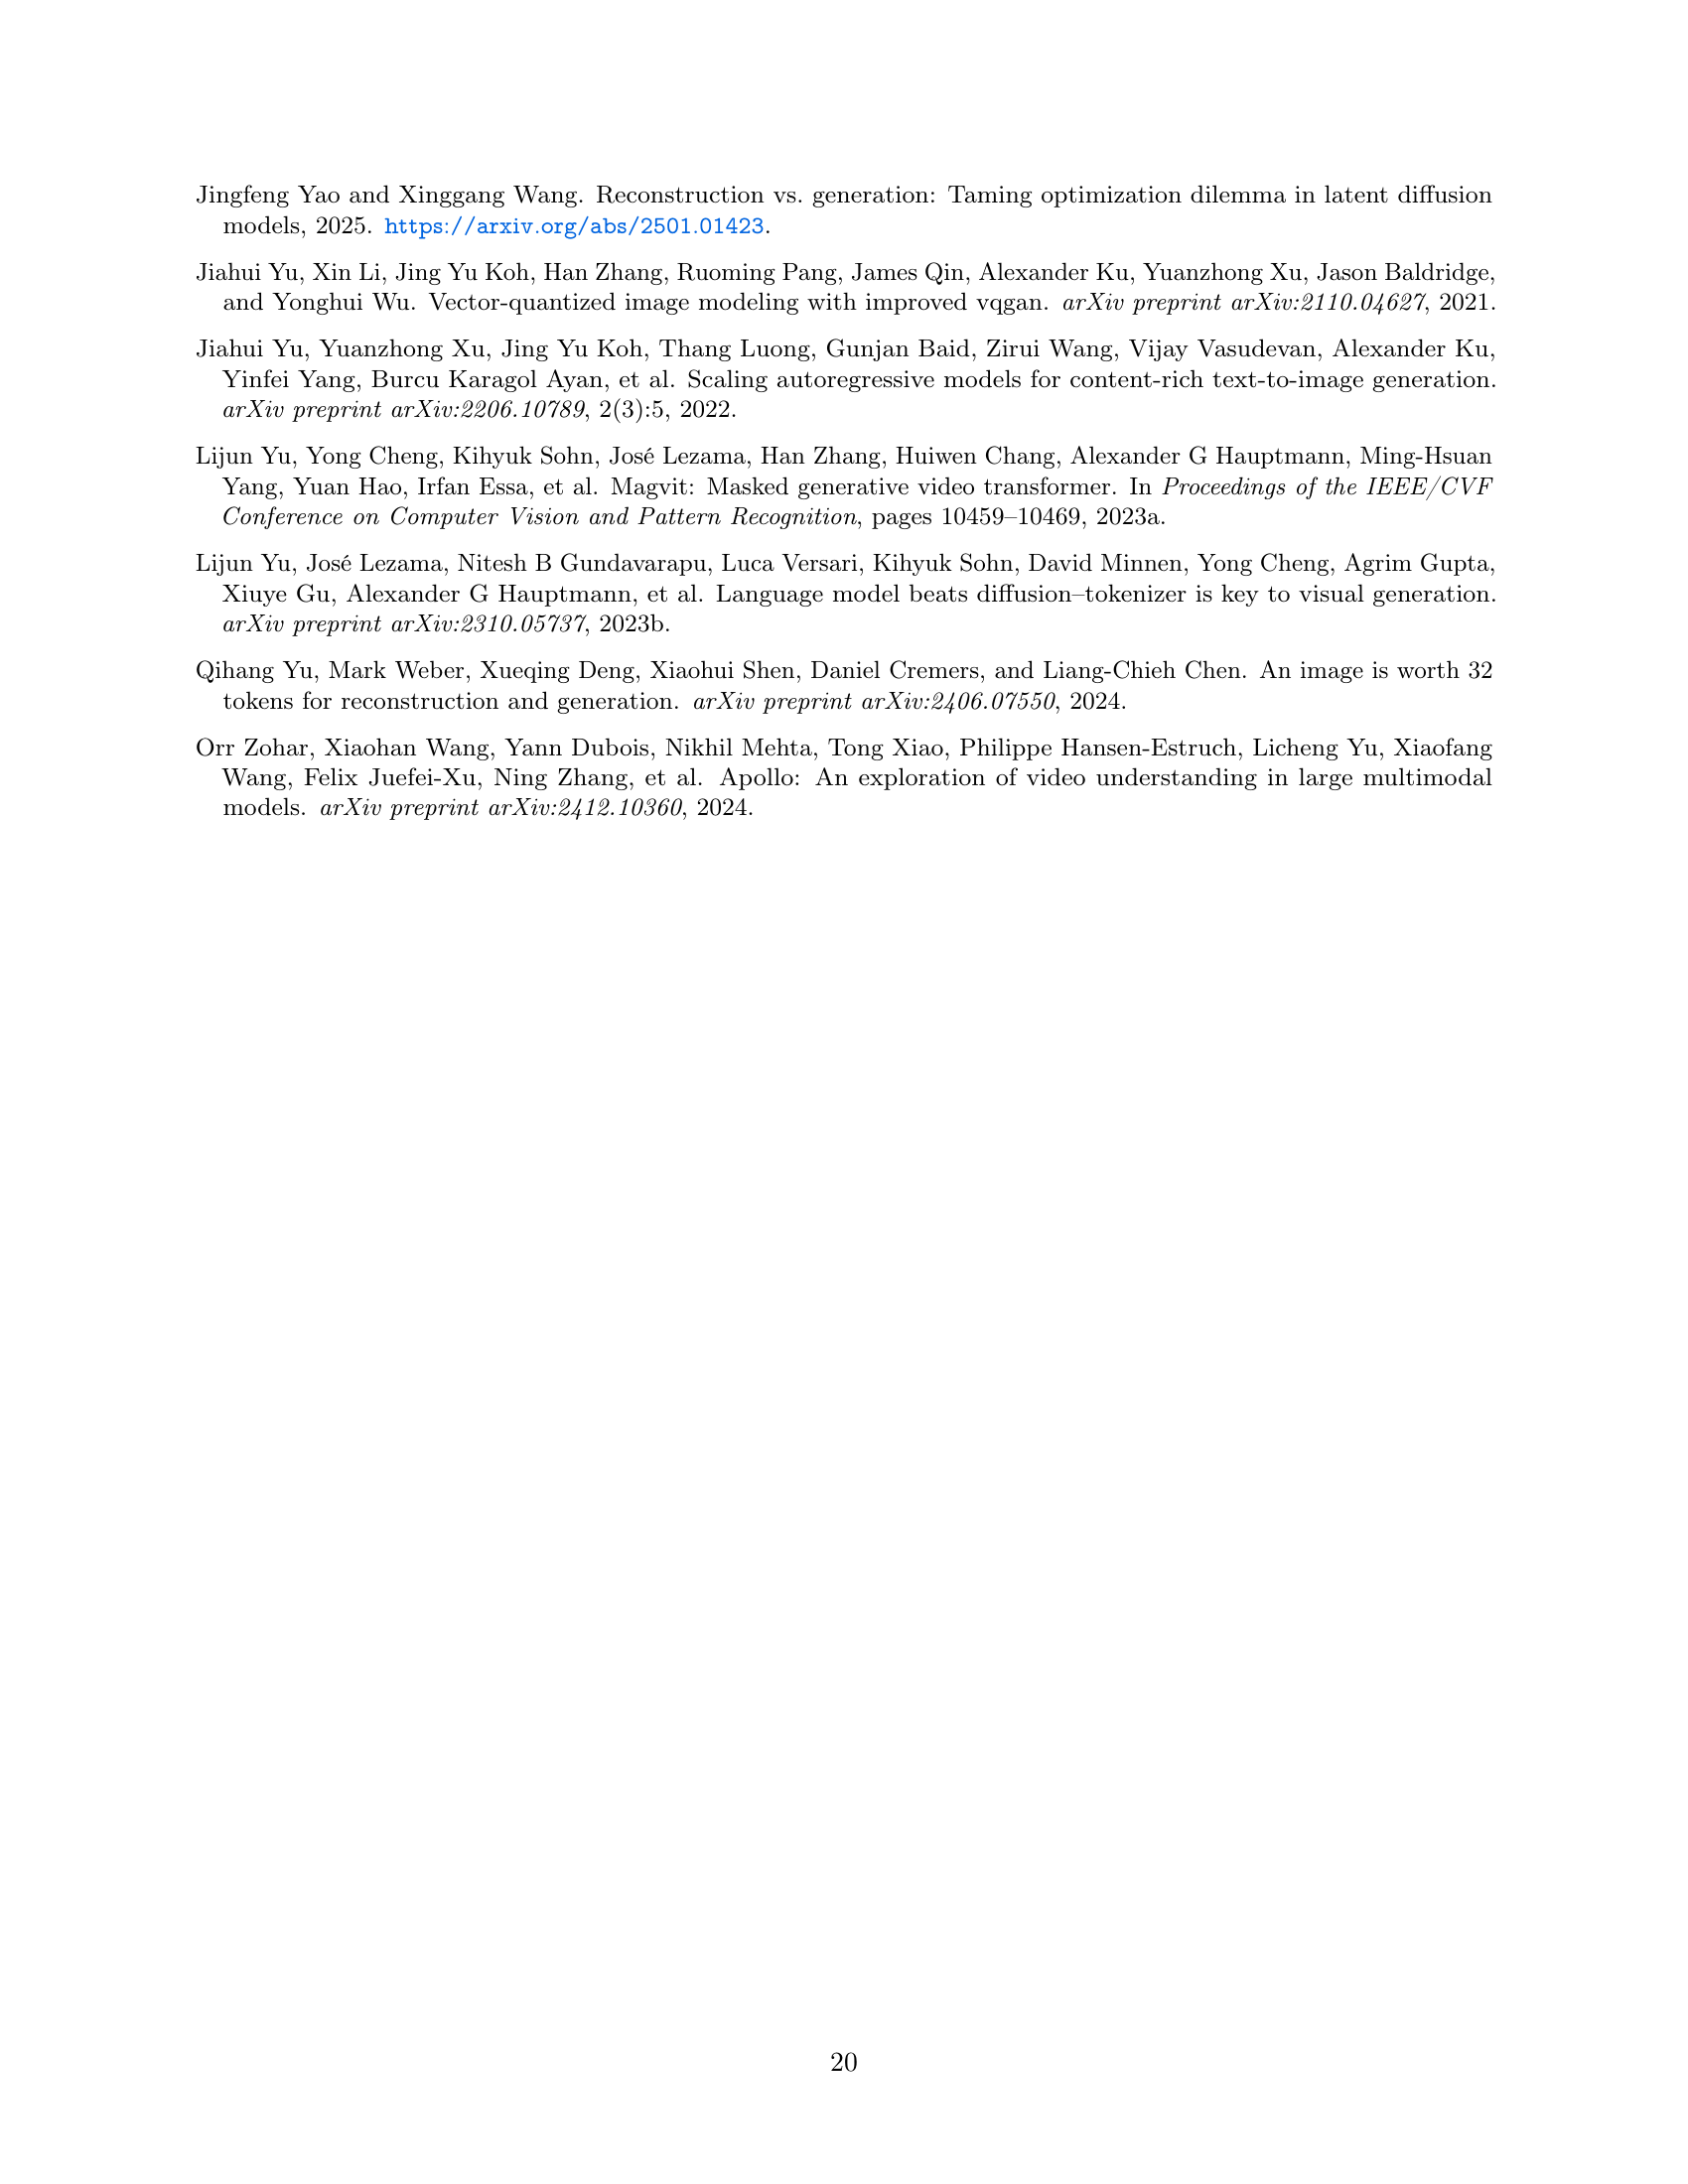 Jingfeng Yao and Xinggang Wang. Reconstruction vs. generation: Taming optimization dilemma in latent diffusion
models, 2025. https://arxiv.org/abs/2501.01423.
Jiahui Yu, Xin Li, Jing Yu Koh, Han Zhang, Ruoming Pang, James Qin, Alexander Ku, Yuanzhong Xu, Jason Baldridge,
and Yonghui Wu. Vector-quantized image modeling with improved vqgan. arXiv preprint arXiv:2110.04627, 2021.
Jiahui Yu, Yuanzhong Xu, Jing Yu Koh, Thang Luong, Gunjan Baid, Zirui Wang, Vijay Vasudevan, Alexander Ku,
Yinfei Yang, Burcu Karagol Ayan, et al. Scaling autoregressive models for content-rich text-to-image generation.
arXiv preprint arXiv:2206.10789, 2(3):5, 2022.
Lijun Yu, Yong Cheng, Kihyuk Sohn, José Lezama, Han Zhang, Huiwen Chang, Alexander G Hauptmann, Ming-Hsuan
Yang, Yuan Hao, Irfan Essa, et al. Magvit: Masked generative video transformer. In Proceedings of the IEEE/CVF
Conference on Computer Vision and Pattern Recognition, pages 10459–10469, 2023a.
Lijun Yu, José Lezama, Nitesh B Gundavarapu, Luca Versari, Kihyuk Sohn, David Minnen, Yong Cheng, Agrim Gupta,
Xiuye Gu, Alexander G Hauptmann, et al. Language model beats diffusion–tokenizer is key to visual generation.
arXiv preprint arXiv:2310.05737, 2023b.
Qihang Yu, Mark Weber, Xueqing Deng, Xiaohui Shen, Daniel Cremers, and Liang-Chieh Chen. An image is worth 32
tokens for reconstruction and generation. arXiv preprint arXiv:2406.07550, 2024.
Orr Zohar, Xiaohan Wang, Yann Dubois, Nikhil Mehta, Tong Xiao, Philippe Hansen-Estruch, Licheng Yu, Xiaofang
Wang, Felix Juefei-Xu, Ning Zhang, et al. Apollo: An exploration of video understanding in large multimodal
models. arXiv preprint arXiv:2412.10360, 2024.
20